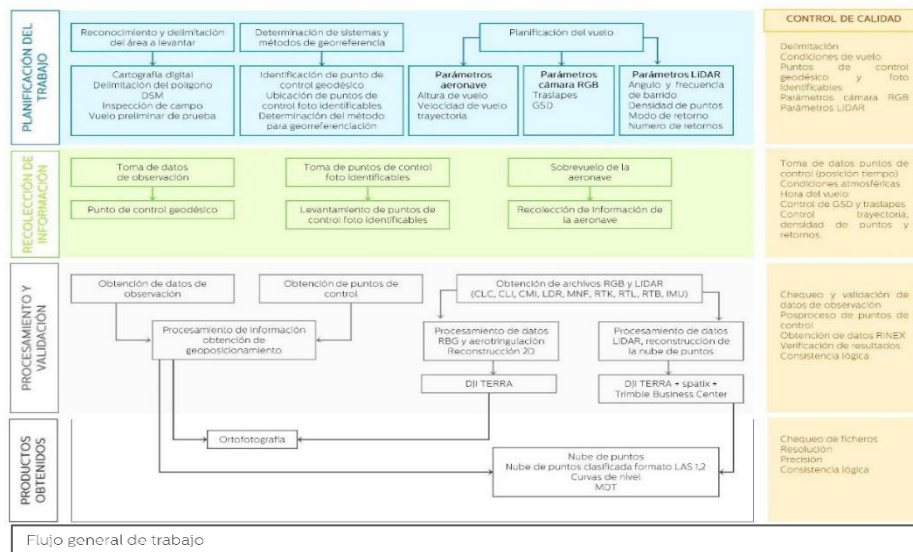 PLANIFICACIÓN DEL
TRABAJO
Reconocimiento y delimitación
del área a levantar
Determinación de sistemas y
métodos de georreferencia
Planificación del vuelo
Cartografía digital
Delimitación del polígono
DSM
Inspección de campo
Vuelo preliminar de prueba
Identificación de punto de
control geodésico
Ubicación de puntos de
control foto identificables
Determinación del método
para georreferenciación
Parámetros
aeronave
Altura de vuelo
Velocidad de vuelo
trayectoria
Parámetros
cámara RGB
Traslapes
GSD
Parámetros LiDAR
Angulo y frecuencia
de barrido
Densidad de puntos
Modo de retorno
Numero de retornos
CONTROL DE CALIDAD
Delimitación
Condiciones de vuelo
Puntos de control
geodésico y foto
identificables
Parámetros cámara RGB
Parámetros LIDAR
RECOLECCIÓN DE
INFORMACIÓN
Toma de datos
de observación
Toma de puntos de control
foto identificables
Sobrevuelo de la
aeronave
Punto de control geodésico
Levantamiento de puntos de
control foto identificables
Recolección de información de
la aeronave
Toma de datos puntos de
control (posición tiempo)
Condiciones atmosféricas
Hora del vuelo
Control de GSD y traslapes
Control trayectoria,
densidad de puntos y
retornos.
PROCESAMIENTO Y
VALIDACIÓN
Obtención de datos de
observación
Obtención de puntos de
control
Obtención de archivos RGB y LIDAR
(CLC, CLI, CMI, LDR, MNF, RTK, RTL, RTB, IMU)
Procesamiento de información
obtención de
geoposicionamiento
Procesamiento de datos
RBG y aerotringulación
Reconstrucción 2D
Procesamiento de datos
LIDAR, reconstrucción de
la nube de puntos
DJI TERRA
DJI TERRA + spatix +
Trimble Business Center
Chequeo y validación de
datos de observación
Posproceso de puntos de
control
Obtención de datos RINEX
Verificación de resultados
Consistencia lógica
PRODUCTOS
OBTENIDOS
Ortofotografía
Nube de puntos
Nube de puntos clasificada formato LAS 1,2
Curvas de nivel
MDT
Chequeo de ficheros
Resolución
Precisión
Consistencia lógica
Flujo general de trabajo